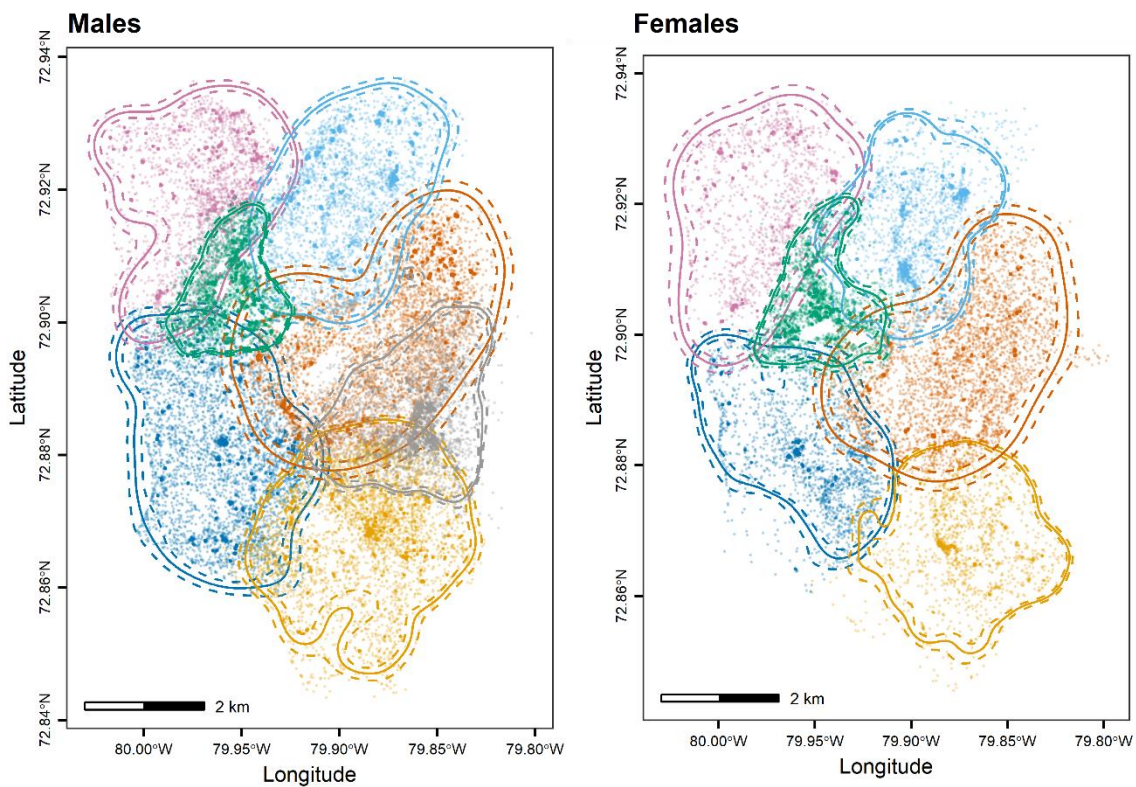 Males
Females
72.94°N
72.92°N
72.90°N
72.88°N
72.86°N
72.84°N
Latitude
2 km
80.00°W
79.95°W
79.90°W
79.85°W
79.80°W
Longitude
72.94°N
72.92°N
72.90°N
72.88°N
72.86°N
Latitude
2 km
80.00°W
79.95°W
79.90°W
79.85°W
79.80°W
Longitude